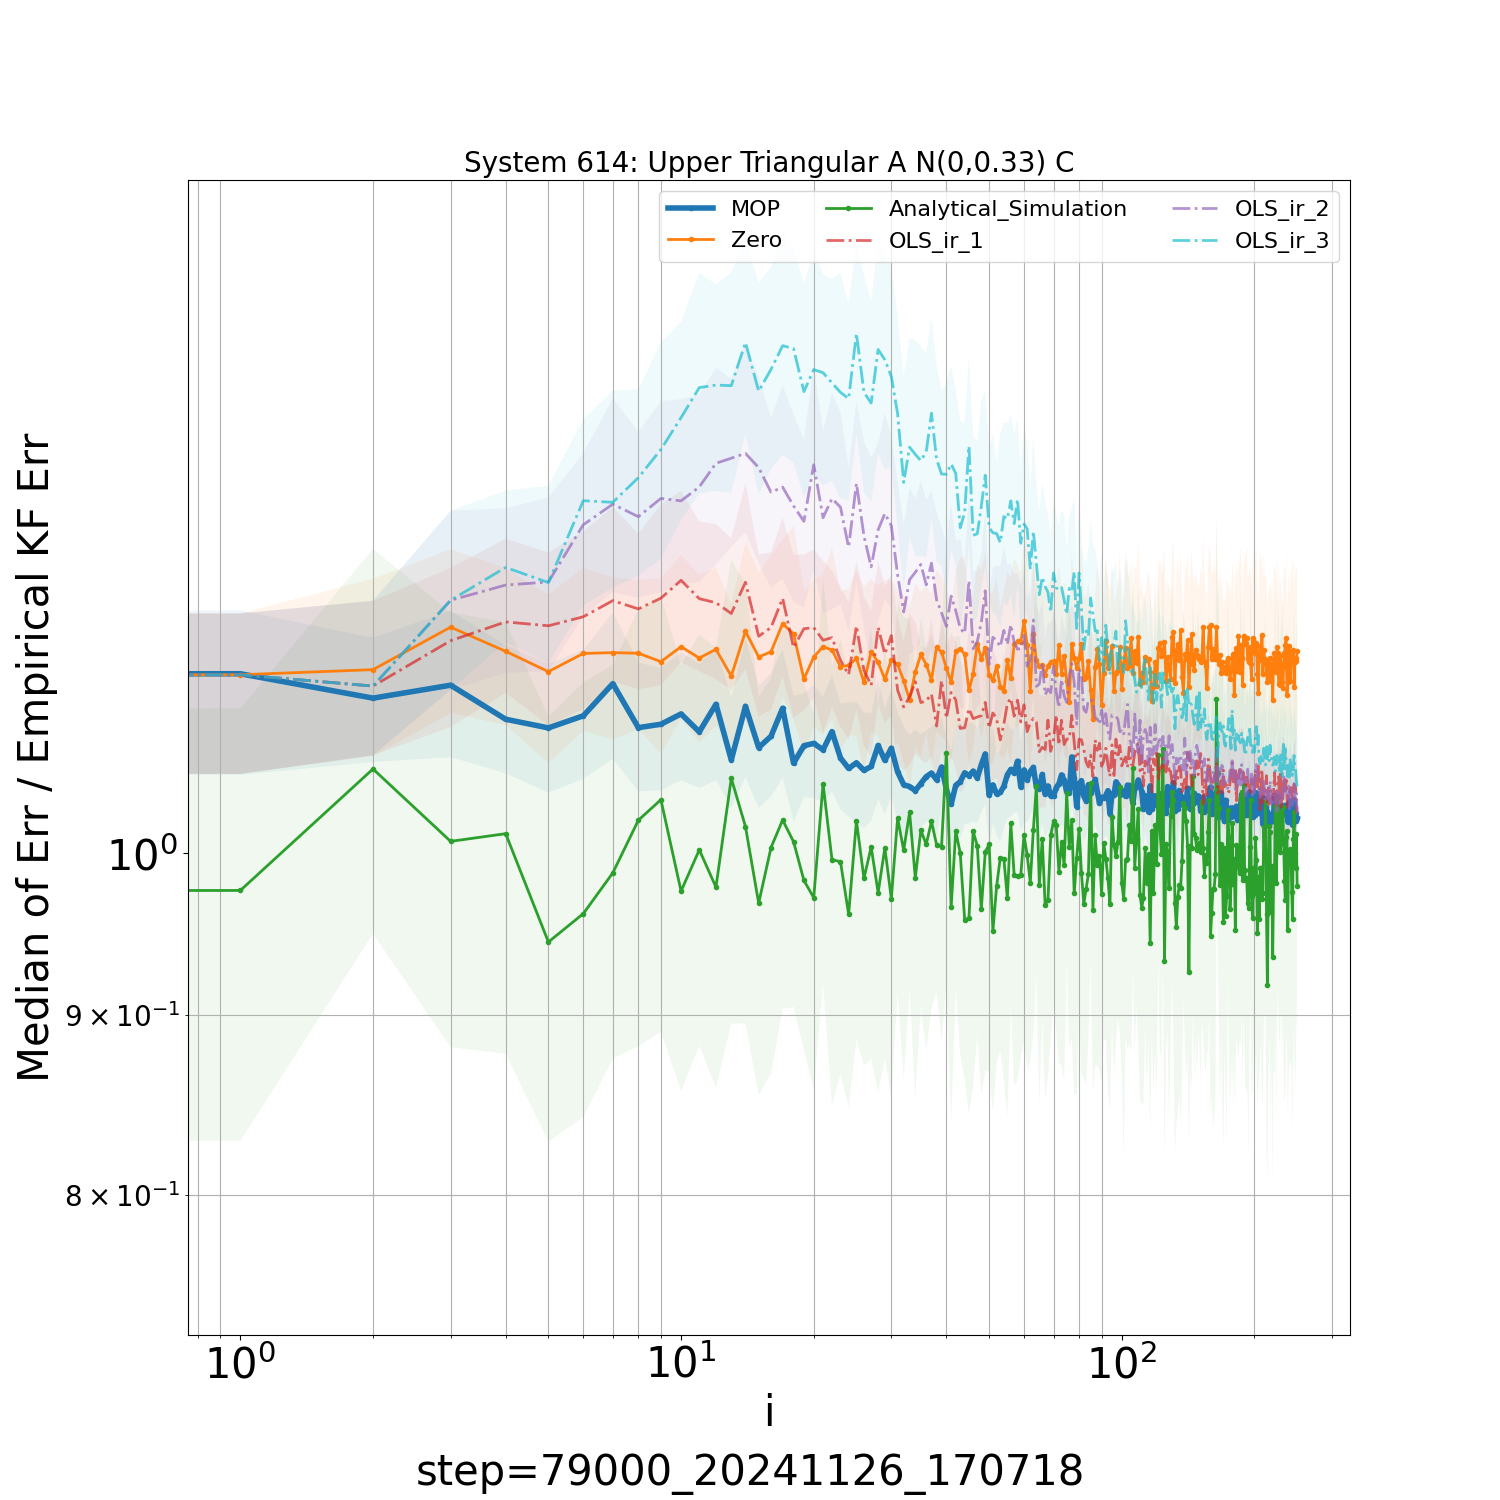 System 614: Upper Triangular A N(0,0.33) C
MOP
Zero
Analytical_Simulation
OLS_ir_1
OLS_ir_2
OLS_ir_3
Median of Err / Empirical KF Err
10⁰
9 × 10⁻¹
8 × 10⁻¹
10⁰ 10¹ 10²
i
step=79000_20241126_170718